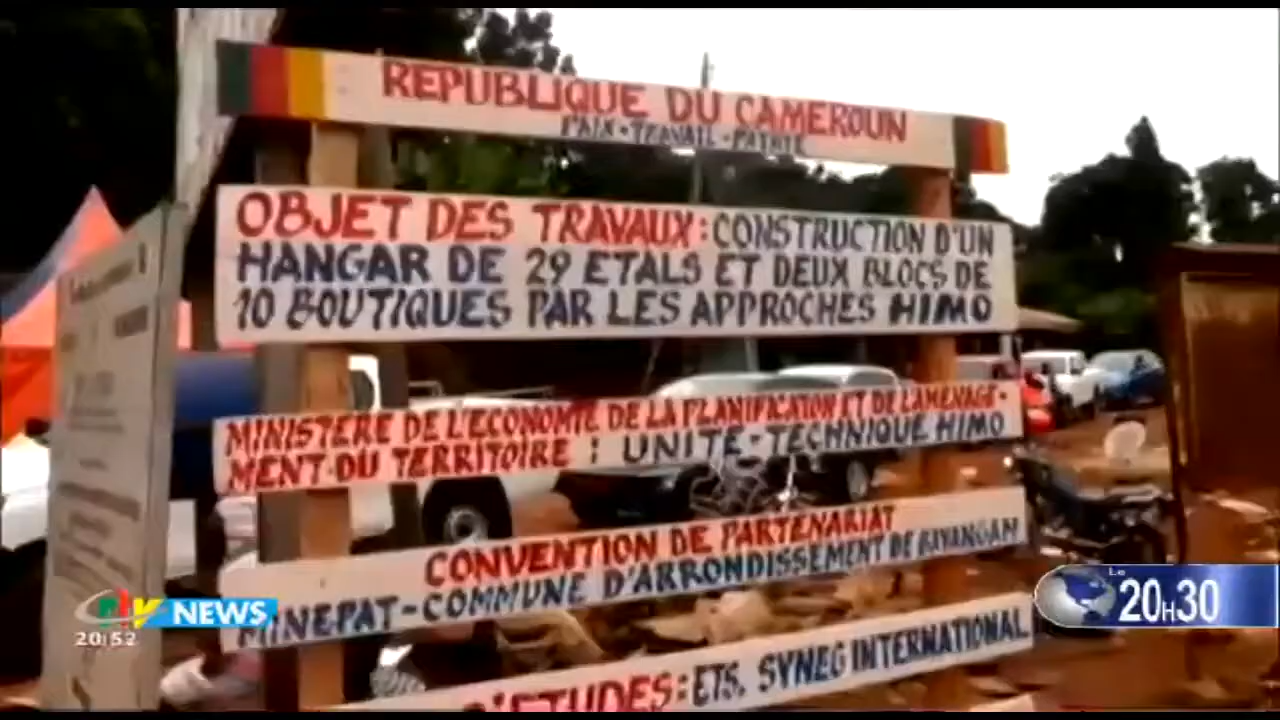 REPUBLIQUE DU CAMEROUN
PAIX-TRAVAIL-PATRIE
OBJET DES TRAVAUX: CONSTRUCTION D'UN
HANGAR DE 29 ETALS ET DEUX BLOCS DE
10 BOUTIQUES PAR LES APPROCHES HIMO
MINISTERE DE L'ECONOMIE DE LA PLANIFICATION ET DE L'AMENAGE-
MENT DU TERRITOIRE : UNITE-TECHNIQUE HIMO
CONVENTION DE PARTENARIAT
MINEPAT-COMMUNE D'ARRONDISSEMENT DE BAYANGAM
D'ETUDES: ETS. SYNEG INTERNATIONAL
NEWS
20:52
Le
20H30